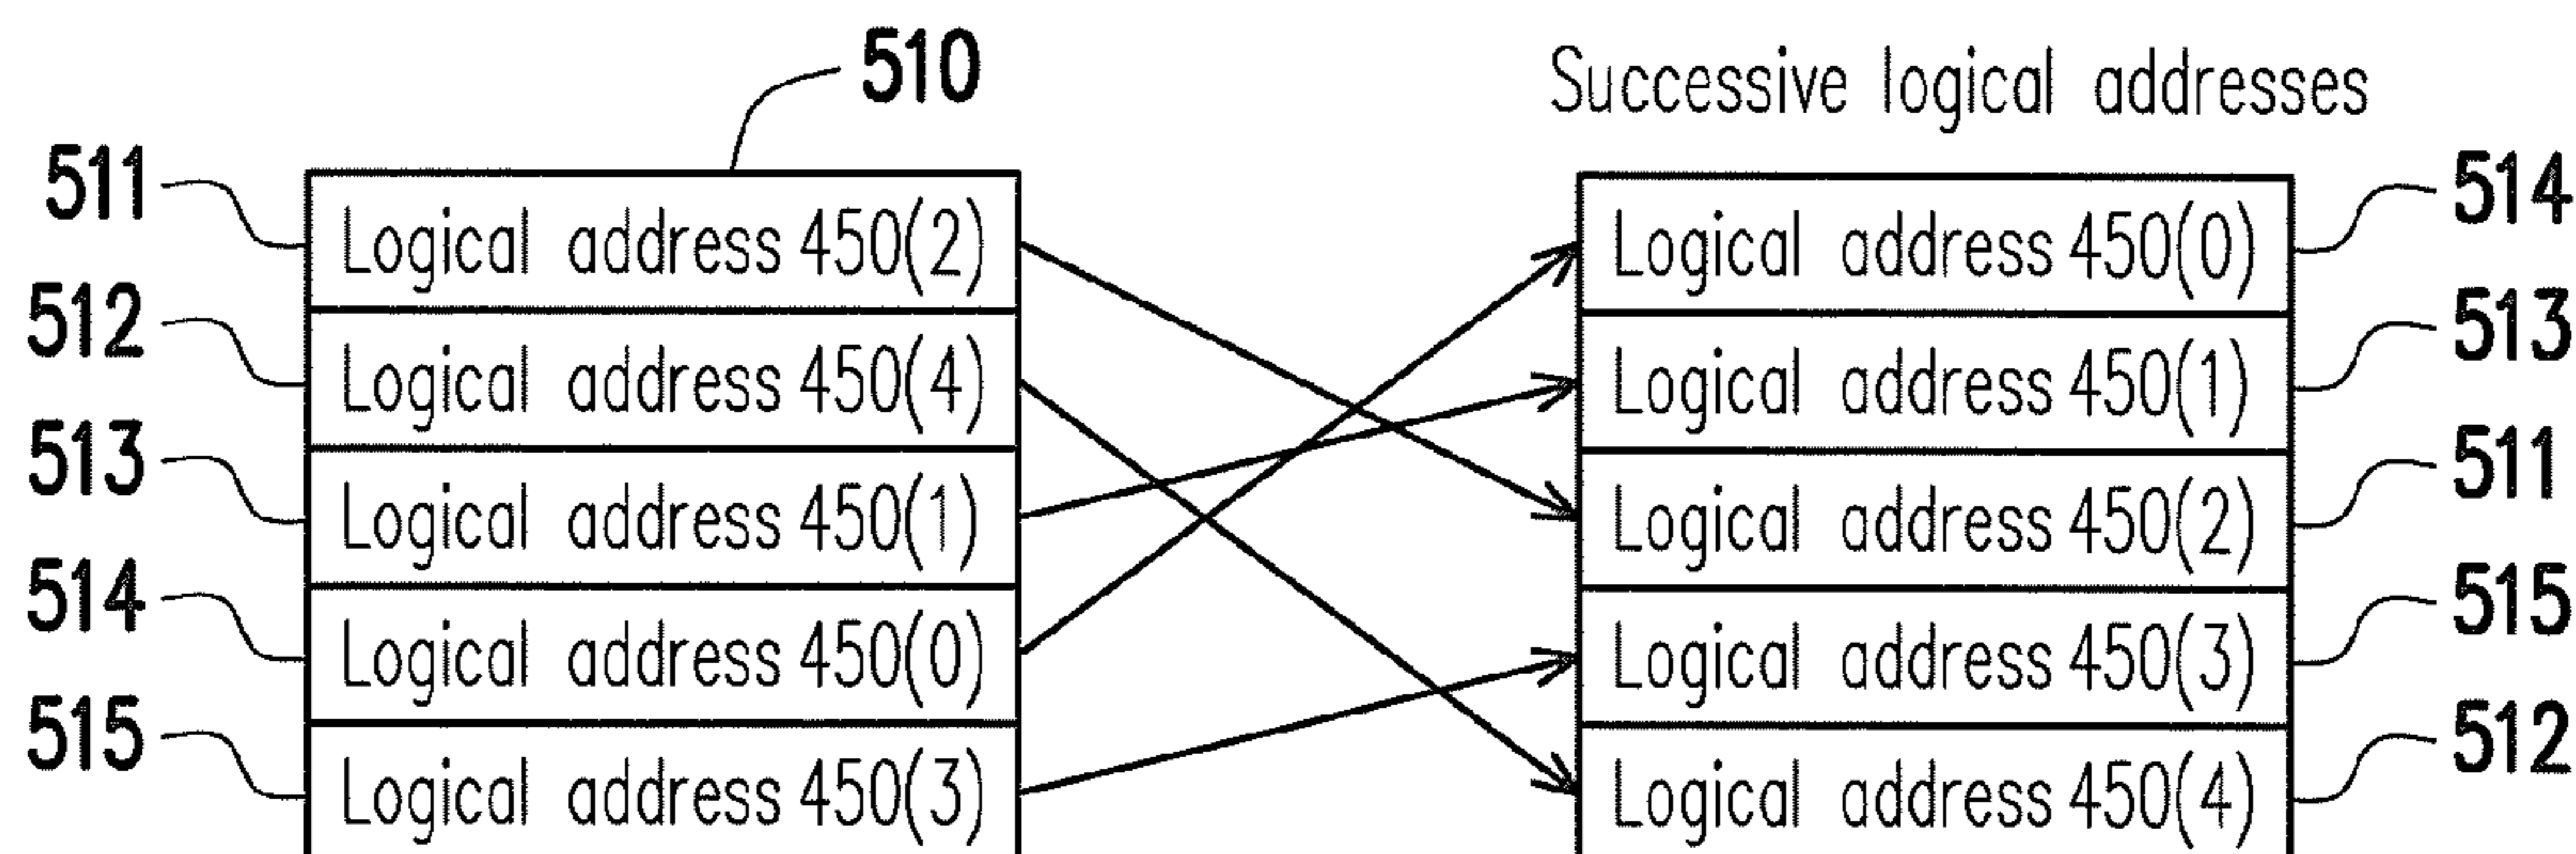 510
Successive logical addresses
511
Logical address 450(2)
512
Logical address 450(4)
513
Logical address 450(1)
514
Logical address 450(0)
515
Logical address 450(3)
Logical address 450(0)
514
Logical address 450(1)
513
Logical address 450(2)
511
Logical address 450(3)
515
Logical address 450(4)
512